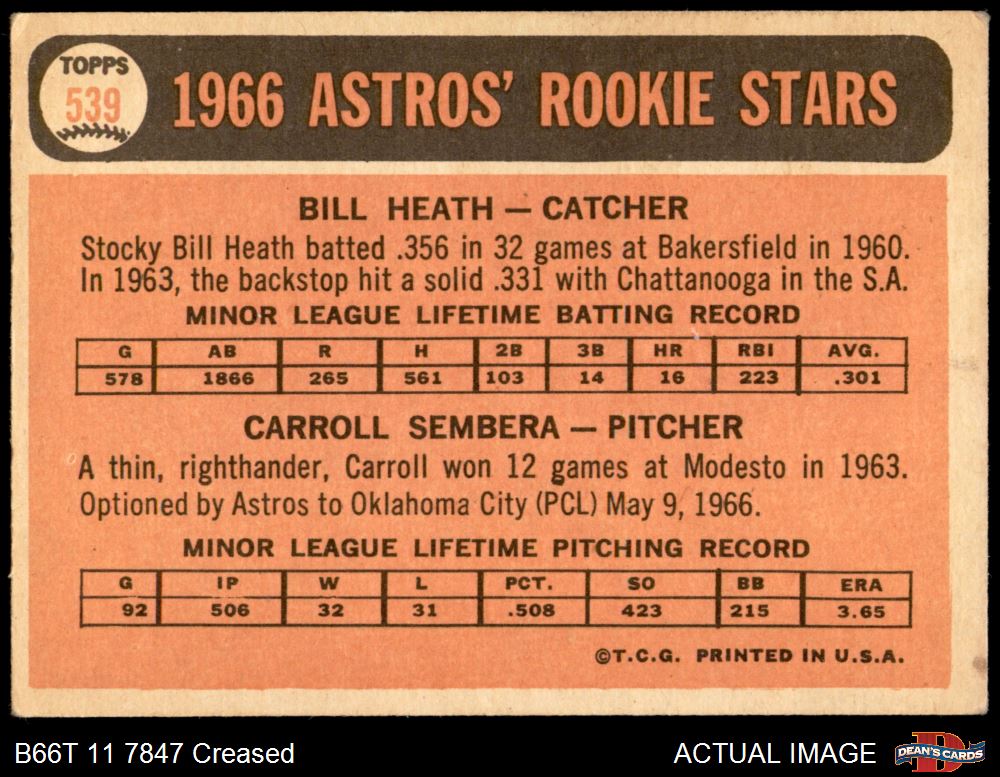 TOPPS
539
1966 ASTROS' ROOKIE STARS
BILL HEATH — CATCHER
Stocky Bill Heath batted .356 in 32 games at Bakersfield in 1960.
In 1963, the backstop hit a solid .331 with Chattanooga in the S.A.
MINOR LEAGUE LIFETIME BATTING RECORD
G AB R H 2B 3B HR RBI AVG.
578 1866 265 561 103 14 16 223 .301
CARROLL SEMBERA — PITCHER
A thin, righthander, Carroll won 12 games at Modesto in 1963.
Optioned by Astros to Oklahoma City (PCL) May 9, 1966.
MINOR LEAGUE LIFETIME PITCHING RECORD
G IP W L PCT. SO BB ERA
92 506 32 31 .508 423 215 3.65
©T.C.G. PRINTED IN U.S.A.
B66T 11 7847 Creased ACTUAL IMAGE DEAN'S CARDS